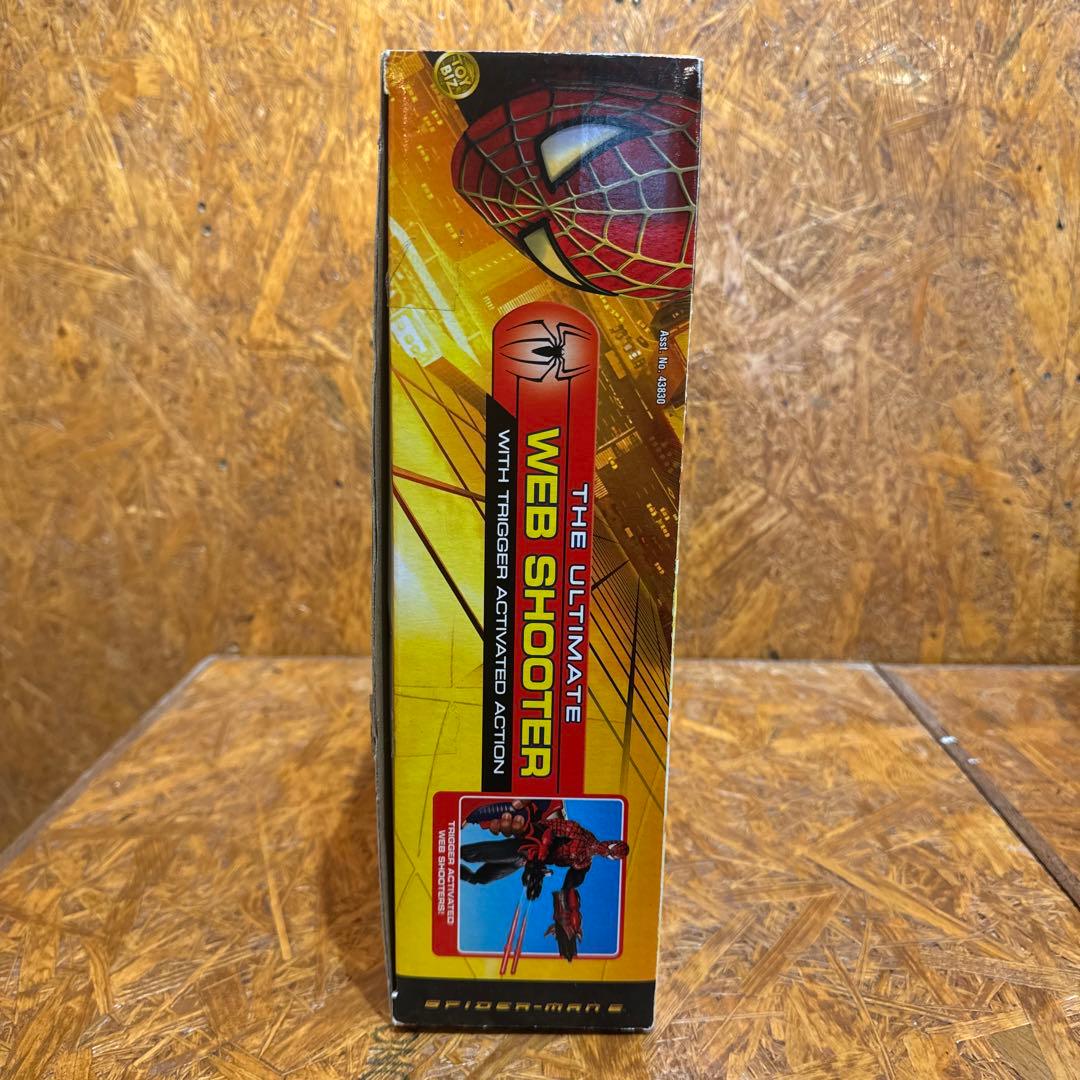 TOY
BIZ
Asst. No. 43830
THE ULTIMATE
WEB SHOOTER
WITH TRIGGER ACTIVATED ACTION
TRIGGER ACTIVATED
WEB SHOOTERS!
SPIDER-MAN 2